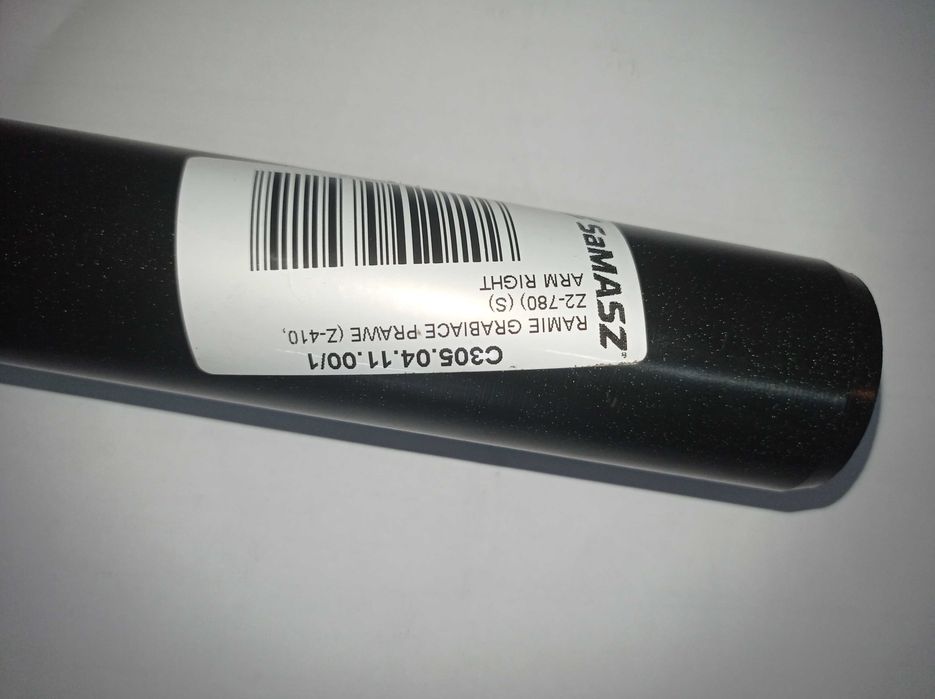 C305.04.11.00/1
RAMIE GRABIACE PRAWE (Z-410,
Z2-780) (S)
ARM RIGHT
SaMASZ